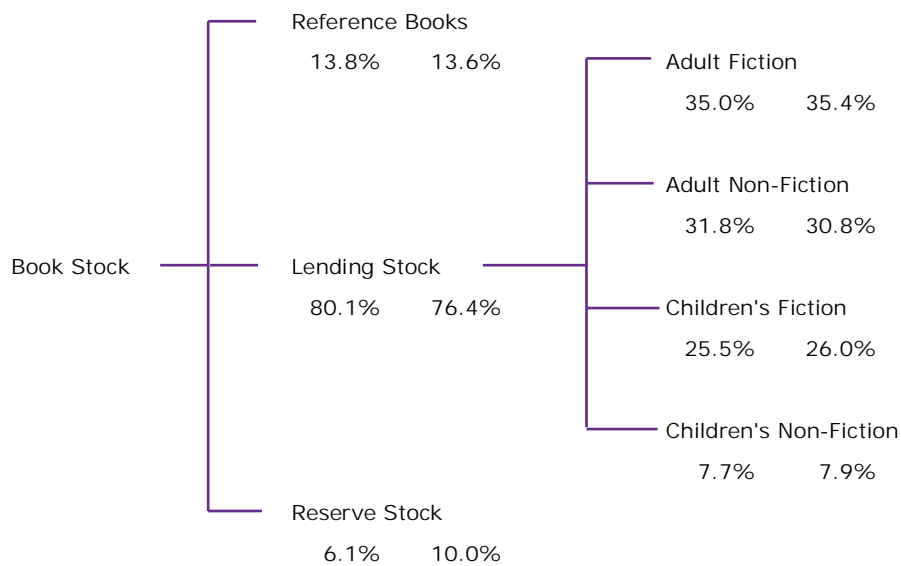 Reference Books
13.8% 13.6%
Adult Fiction
35.0% 35.4%
Adult Non-Fiction
31.8% 30.8%
Book Stock
Lending Stock
80.1% 76.4%
Children's Fiction
25.5% 26.0%
Children's Non-Fiction
7.7% 7.9%
Reserve Stock
6.1% 10.0%